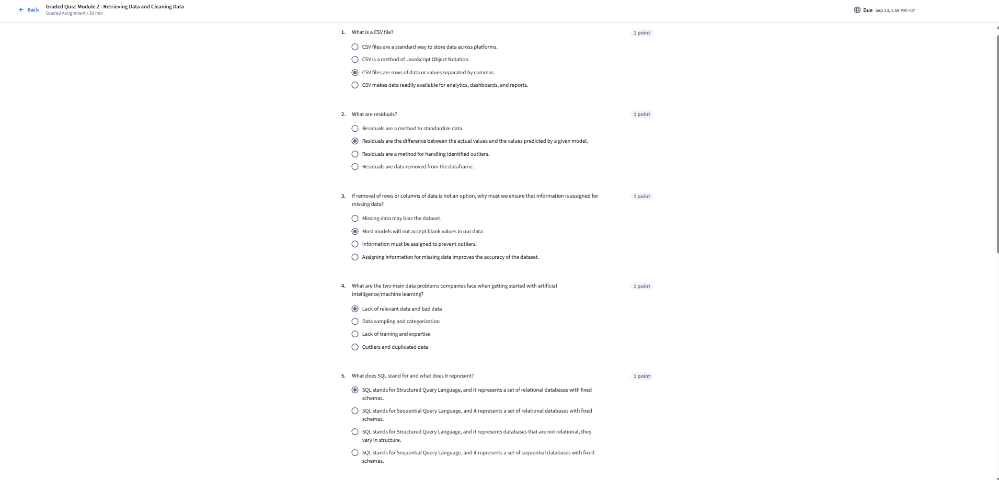 Back
Graded Quiz: Module 2 - Retrieving Data and Cleaning Data
Graded Assignment • 30 min
Due Sep 23, 1:59 PM +07
1. What is a CSV file?
1 point
CSV files are a standard way to store data across platforms.
CSV is a method of JavaScript Object Notation.
CSV files are rows of data or values separated by commas.
CSV makes data readily available for analytics, dashboards, and reports.
2. What are residuals?
1 point
Residuals are a method to standardize data.
Residuals are the difference between the actual values and the values predicted by a given model.
Residuals are a method for handling identified outliers.
Residuals are data removed from the dataframe.
3. If removal of rows or columns of data is not an option, why must we ensure that information is assigned for
missing data?
1 point
Missing data may bias the dataset.
Most models will not accept blank values in our data.
Information must be assigned to prevent outliers.
Assigning information for missing data improves the accuracy of the dataset.
4. What are the two main data problems companies face when getting started with artificial
intelligence/machine learning?
1 point
Lack of relevant data and bad data
Data sampling and categorization
Lack of training and expertise
Outliers and duplicated data
5. What does SQL stand for and what does it represent?
1 point
SQL stands for Structured Query Language, and it represents a set of relational databases with fixed
schemas.
SQL stands for Sequential Query Language, and it represents a set of relational databases with fixed
schemas.
SQL stands for Structured Query Language, and it represents databases that are not relational, they
vary in structure.
SQL stands for Sequential Query Language, and it represents a set of sequential databases with fixed
schemas.